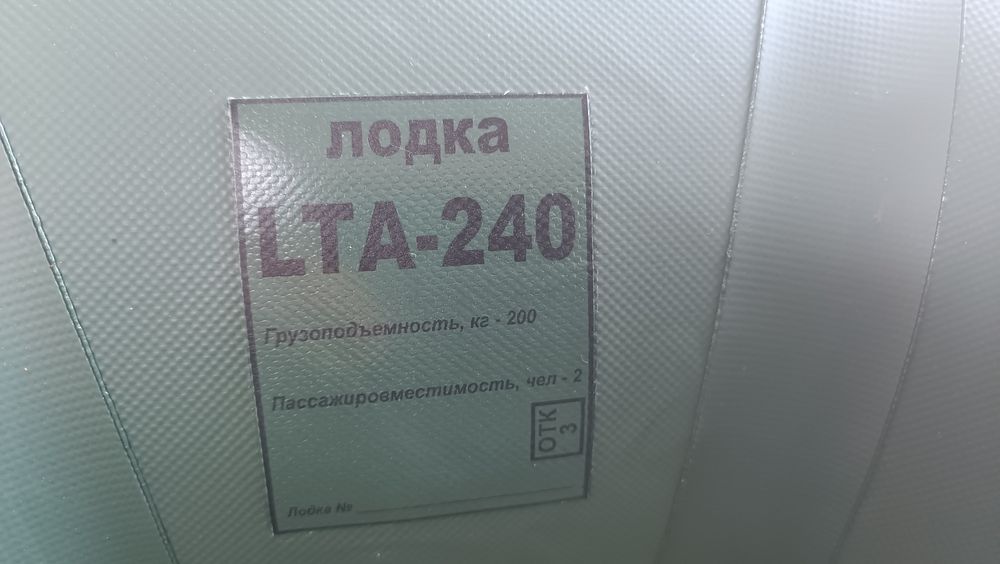 лодка
LTA-240
Грузоподъемность, кг - 200
Пассажировместимость, чел - 2
ОТК
3
Лодка №